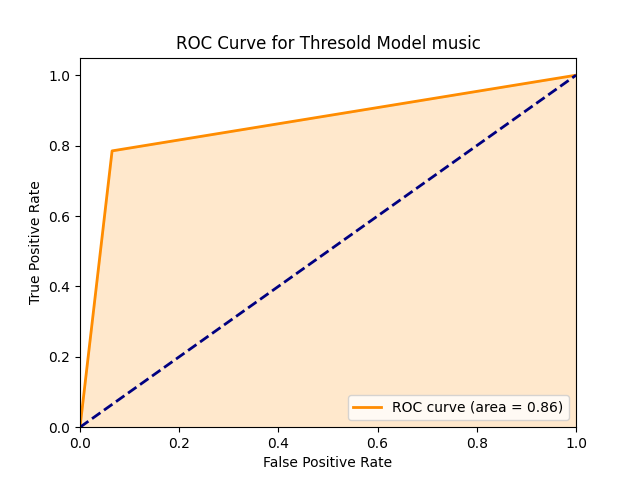 ROC Curve for Thresold Model music
1.0
0.8
0.6
0.4
0.2
0.0
True Positive Rate
ROC curve (area = 0.86)
0.0 0.2 0.4 0.6 0.8 1.0
False Positive Rate